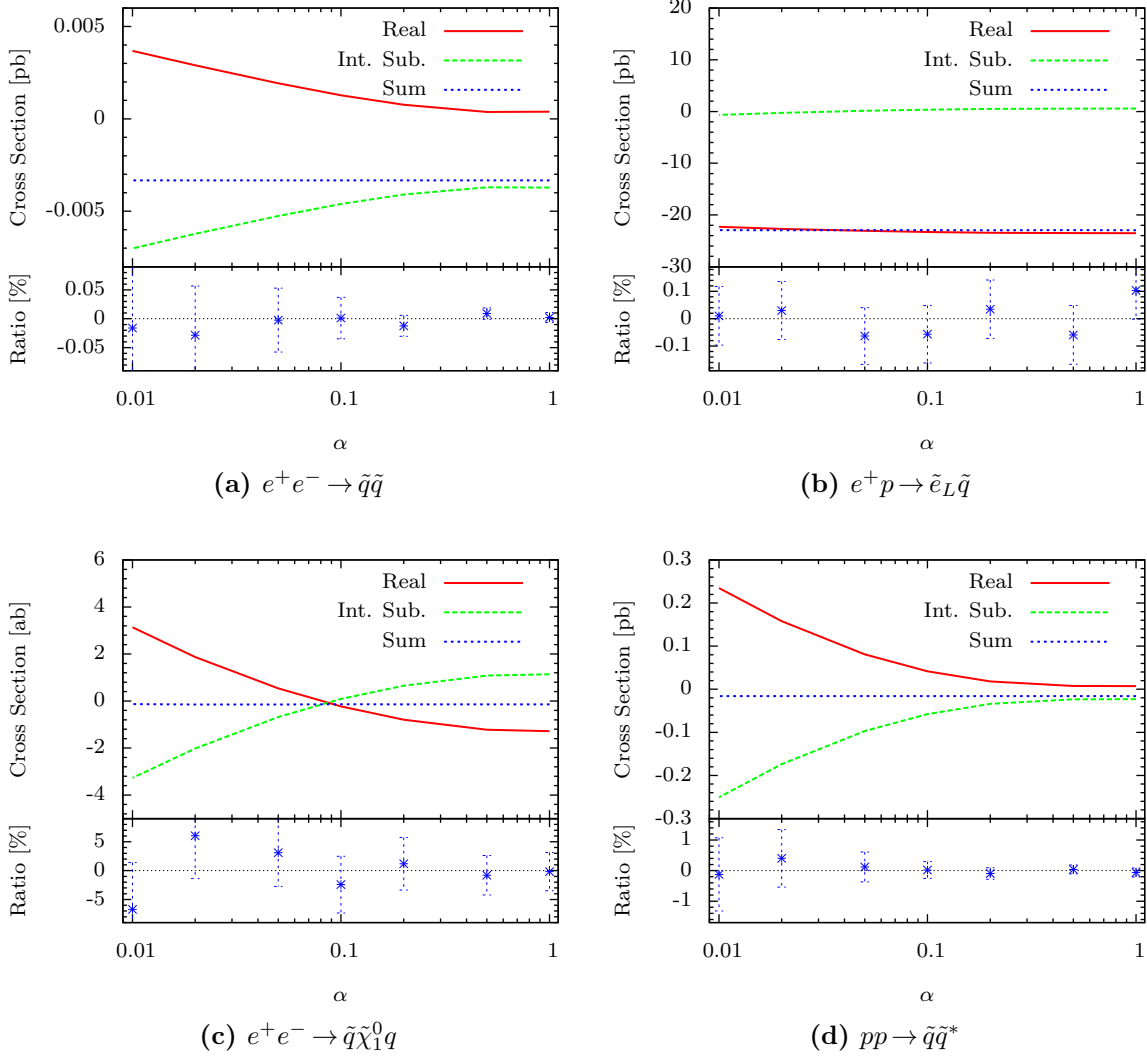 0.005
0
-0.005
Cross Section [pb]
Real
Int. Sub.
Sum
0.05
0
-0.05
Ratio [%]
0.01
0.1
1
α
(a) e⁺e⁻ → q̃q̃
20
10
0
-10
-20
-30
Cross Section [pb]
Real
Int. Sub.
Sum
0.1
0
-0.1
Ratio [%]
0.01
0.1
1
α
(b) e⁺p → ẽ_L q̃
6
4
2
0
-2
-4
Cross Section [ab]
Real
Int. Sub.
Sum
5
0
-5
Ratio [%]
0.01
0.1
1
α
(c) e⁺e⁻ → q̃χ̃⁰₁q
0.3
0.2
0.1
0
-0.1
-0.2
-0.3
Cross Section [pb]
Real
Int. Sub.
Sum
1
0
-1
Ratio [%]
0.01
0.1
1
α
(d) pp → q̃q̃*